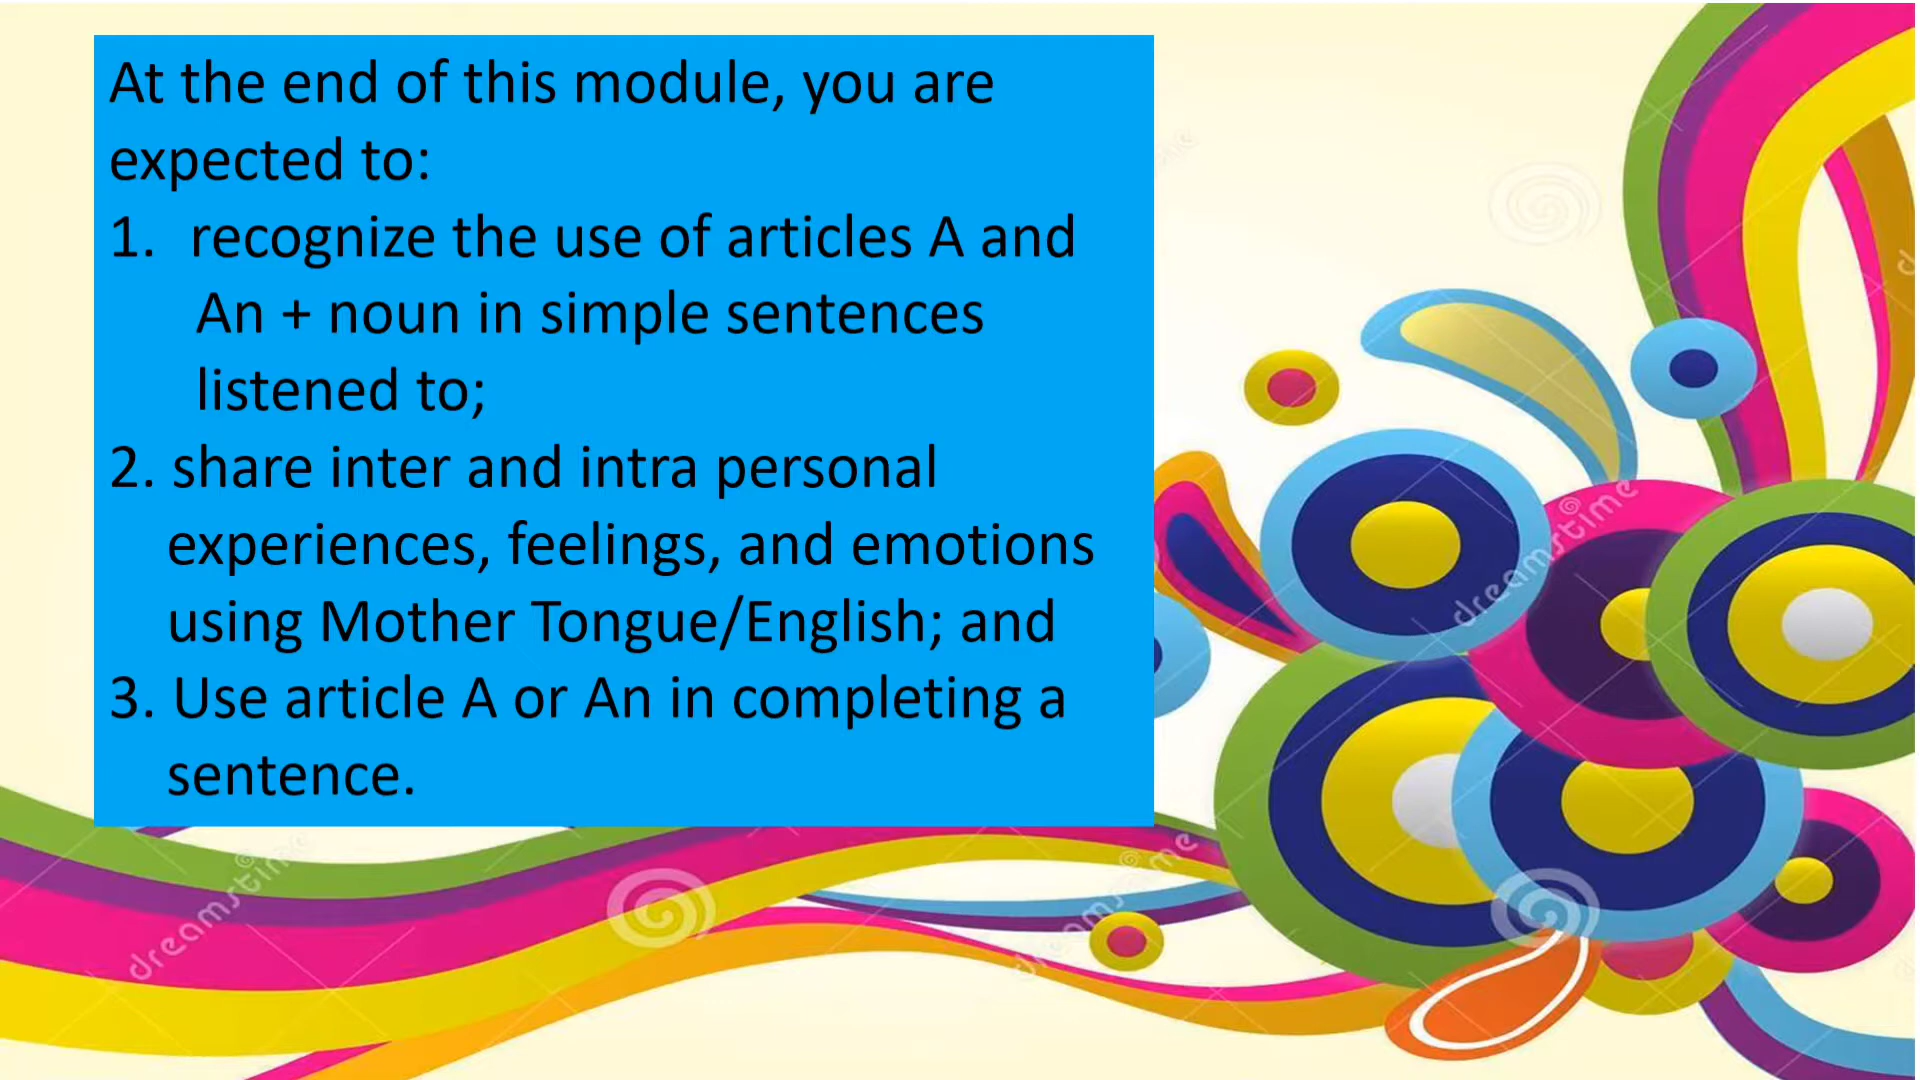 At the end of this module, you are
expected to:
1. recognize the use of articles A and
An + noun in simple sentences
listened to;
2. share inter and intra personal
experiences, feelings, and emotions
using Mother Tongue/English; and
3. Use article A or An in completing a
sentence.
dreamstime
dreamstime
dreamstime